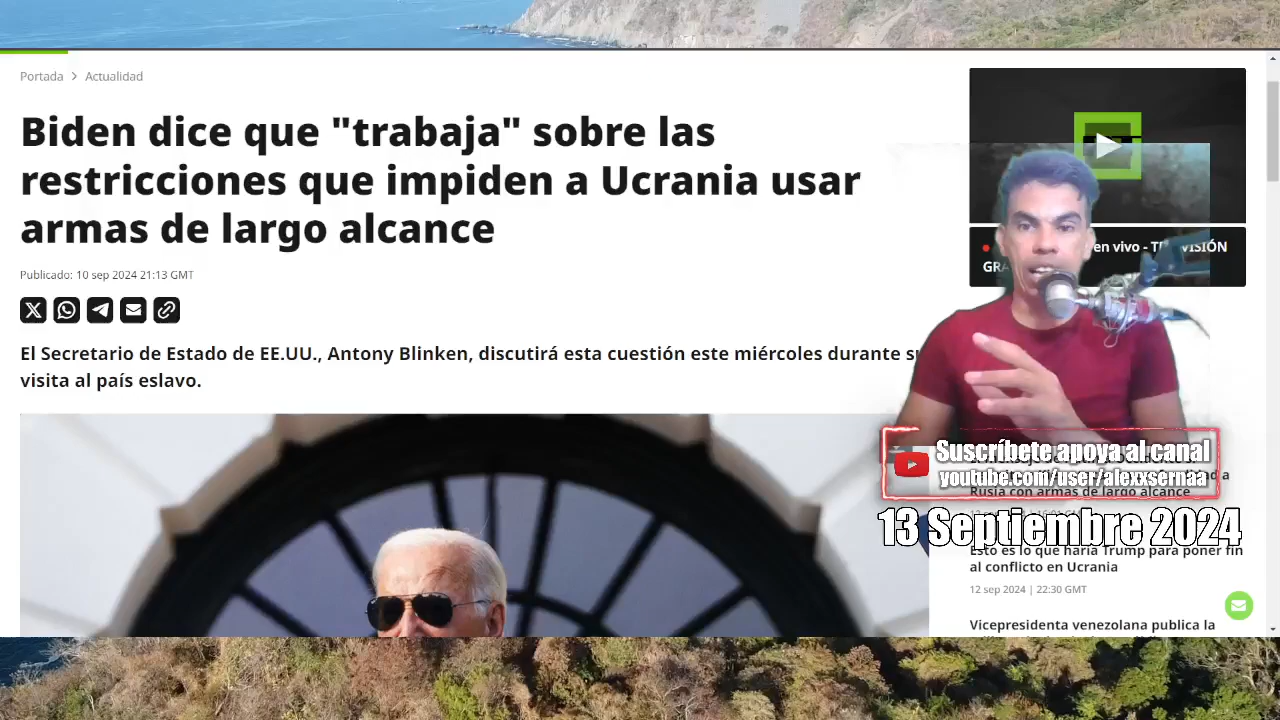 Portada > Actualidad
Biden dice que "trabaja" sobre las
restricciones que impiden a Ucrania usar
armas de largo alcance
Publicado: 10 sep 2024 21:13 GMT
El Secretario de Estado de EE.UU., Antony Blinken, discutirá esta cuestión este miércoles durante
visita al país eslavo.
en vivo -
Suscríbete apoya al canal
youtube.com/user/alexxsernaa
Rusia con armas de largo alcance
13 Septiembre 2024
Esto es lo que haría Trump para poner fin
al conflicto en Ucrania
12 sep 2024 | 22:30 GMT
Vicepresidenta venezolana publica la